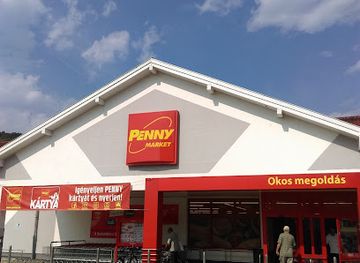 PENNY
MARKET
Igényeljen PENNY
kártyát és nyerjen!
KÁRTYA
Okos megoldás